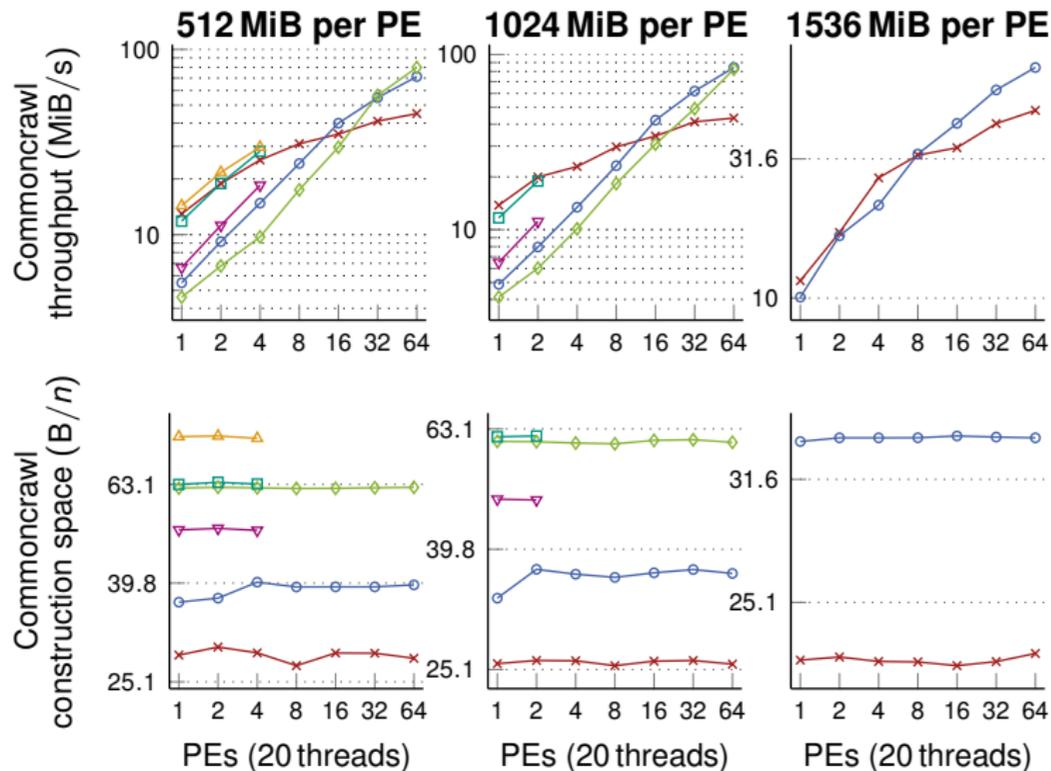 512 MiB per PE 1024 MiB per PE 1536 MiB per PE
Commoncrawl
throughput (MiB/s)
100
10
1 2 4 8 16 32 64
100
10
1 2 4 8 16 32 64
31.6
10
1 2 4 8 16 32 64
Commoncrawl
construction space (B/n)
63.1
39.8
25.1
1 2 4 8 16 32 64
PEs (20 threads)
63.1
39.8
25.1
1 2 4 8 16 32 64
PEs (20 threads)
31.6
25.1
1 2 4 8 16 32 64
PEs (20 threads)